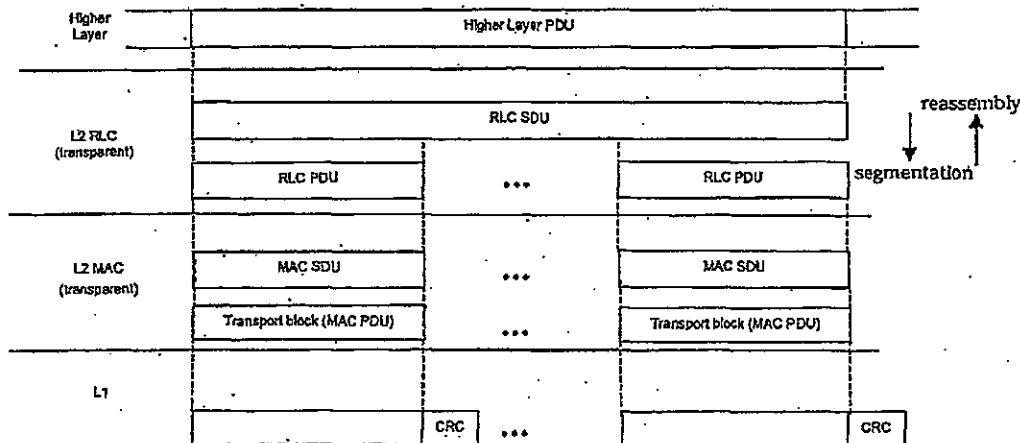 Higher
Layer
Higher Layer PDU
RLC SDU
reassembly
L2 RLC
(transparent)
RLC PDU
•••
RLC PDU
segmentation
L2 MAC
(transparent)
MAC SDU
•••
MAC SDU
Transport block (MAC PDU)
•••
Transport block (MAC PDU)
L1
CRC
•••
CRC